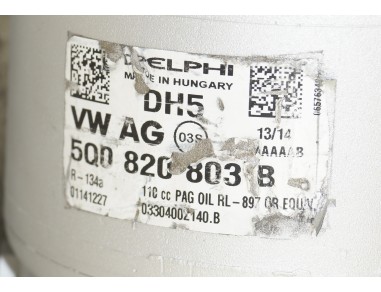 DELPHI
MADE IN HUNGARY
DH5
VW AG 03S 13/14
AAAAAB
5Q0 820 803 B
R-134a 110 cc PAG OIL RL-897 OR EQUIV
01141227 03304002140.B